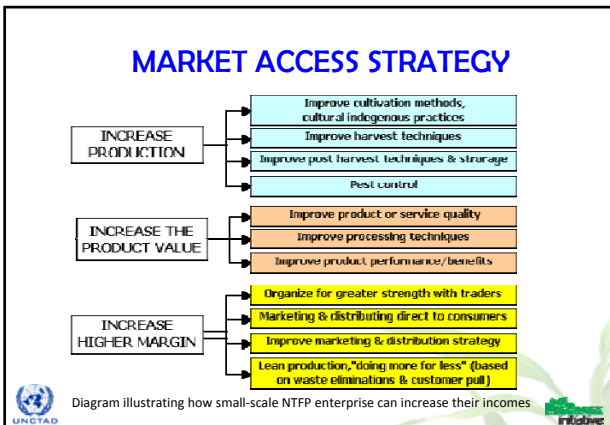 MARKET ACCESS STRATEGY
INCREASE
PRODUCTION
Improve cultivation methods,
cultural indegenous practices
Improve harvest techniques
Improve post harvest techniques & strurage
Pest control
INCREASE THE
PRODUCT VALUE
Improve product or service quality
Improve processing techniques
Improve product performance/benefits
INCREASE
HIGHER MARGIN
Organize for greater strength with traders
Marketing & distributing direct to consumers
Improve marketing & distribution strategy
Lean production,"doing more for less" (based
on waste eliminations & customer pull)
Diagram illustrating how small-scale NTFP enterprise can increase their incomes
UNCTAD
Initiative